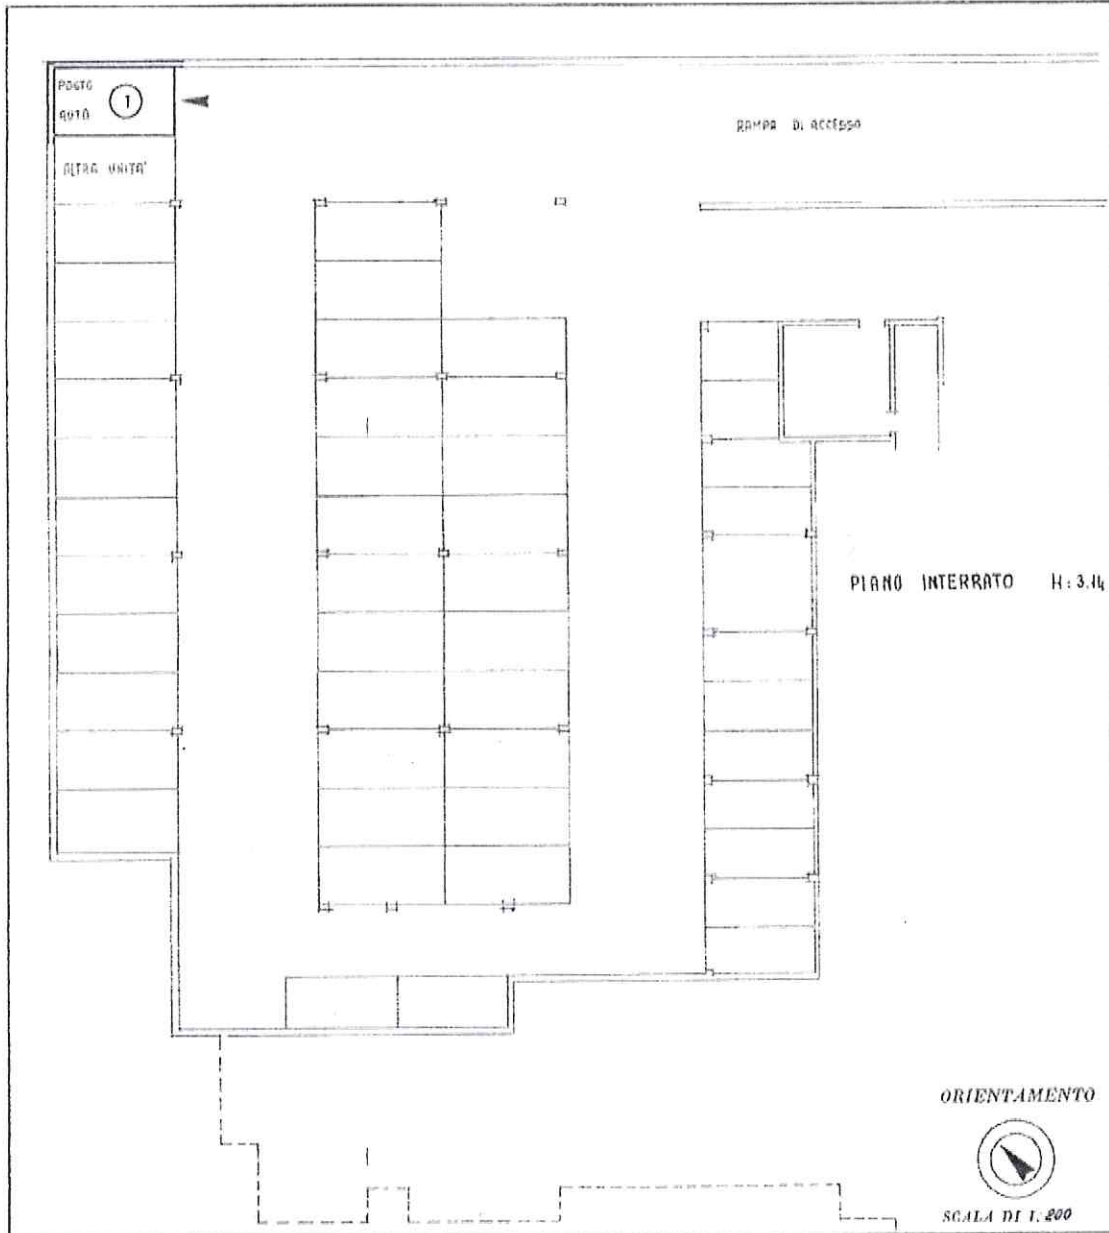 POSTO
AUTO
1
RAMPA DI ACCESSO
ALTRA UNITA'
PIANO INTERRATO H: 3.14
ORIENTAMENTO
SCALA DI 1: 200